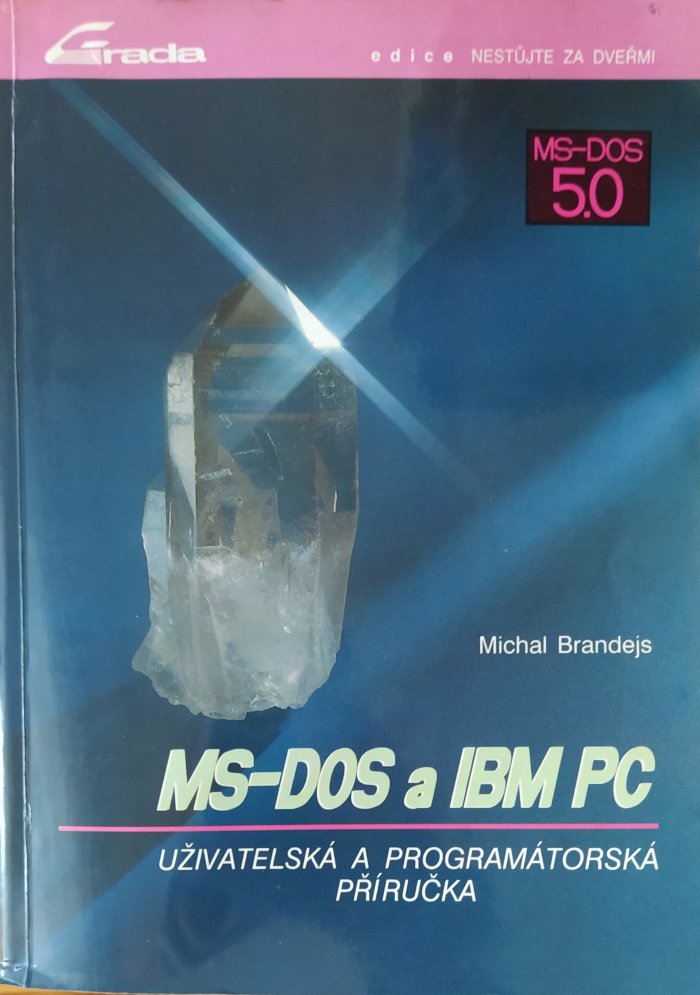 Grada
edice NESTŮJTE ZA DVEŘMI
MS-DOS
5.0
Michal Brandejs
MS-DOS a IBM PC
UŽIVATELSKÁ A PROGRAMÁTORSKÁ
PŘÍRUČKA